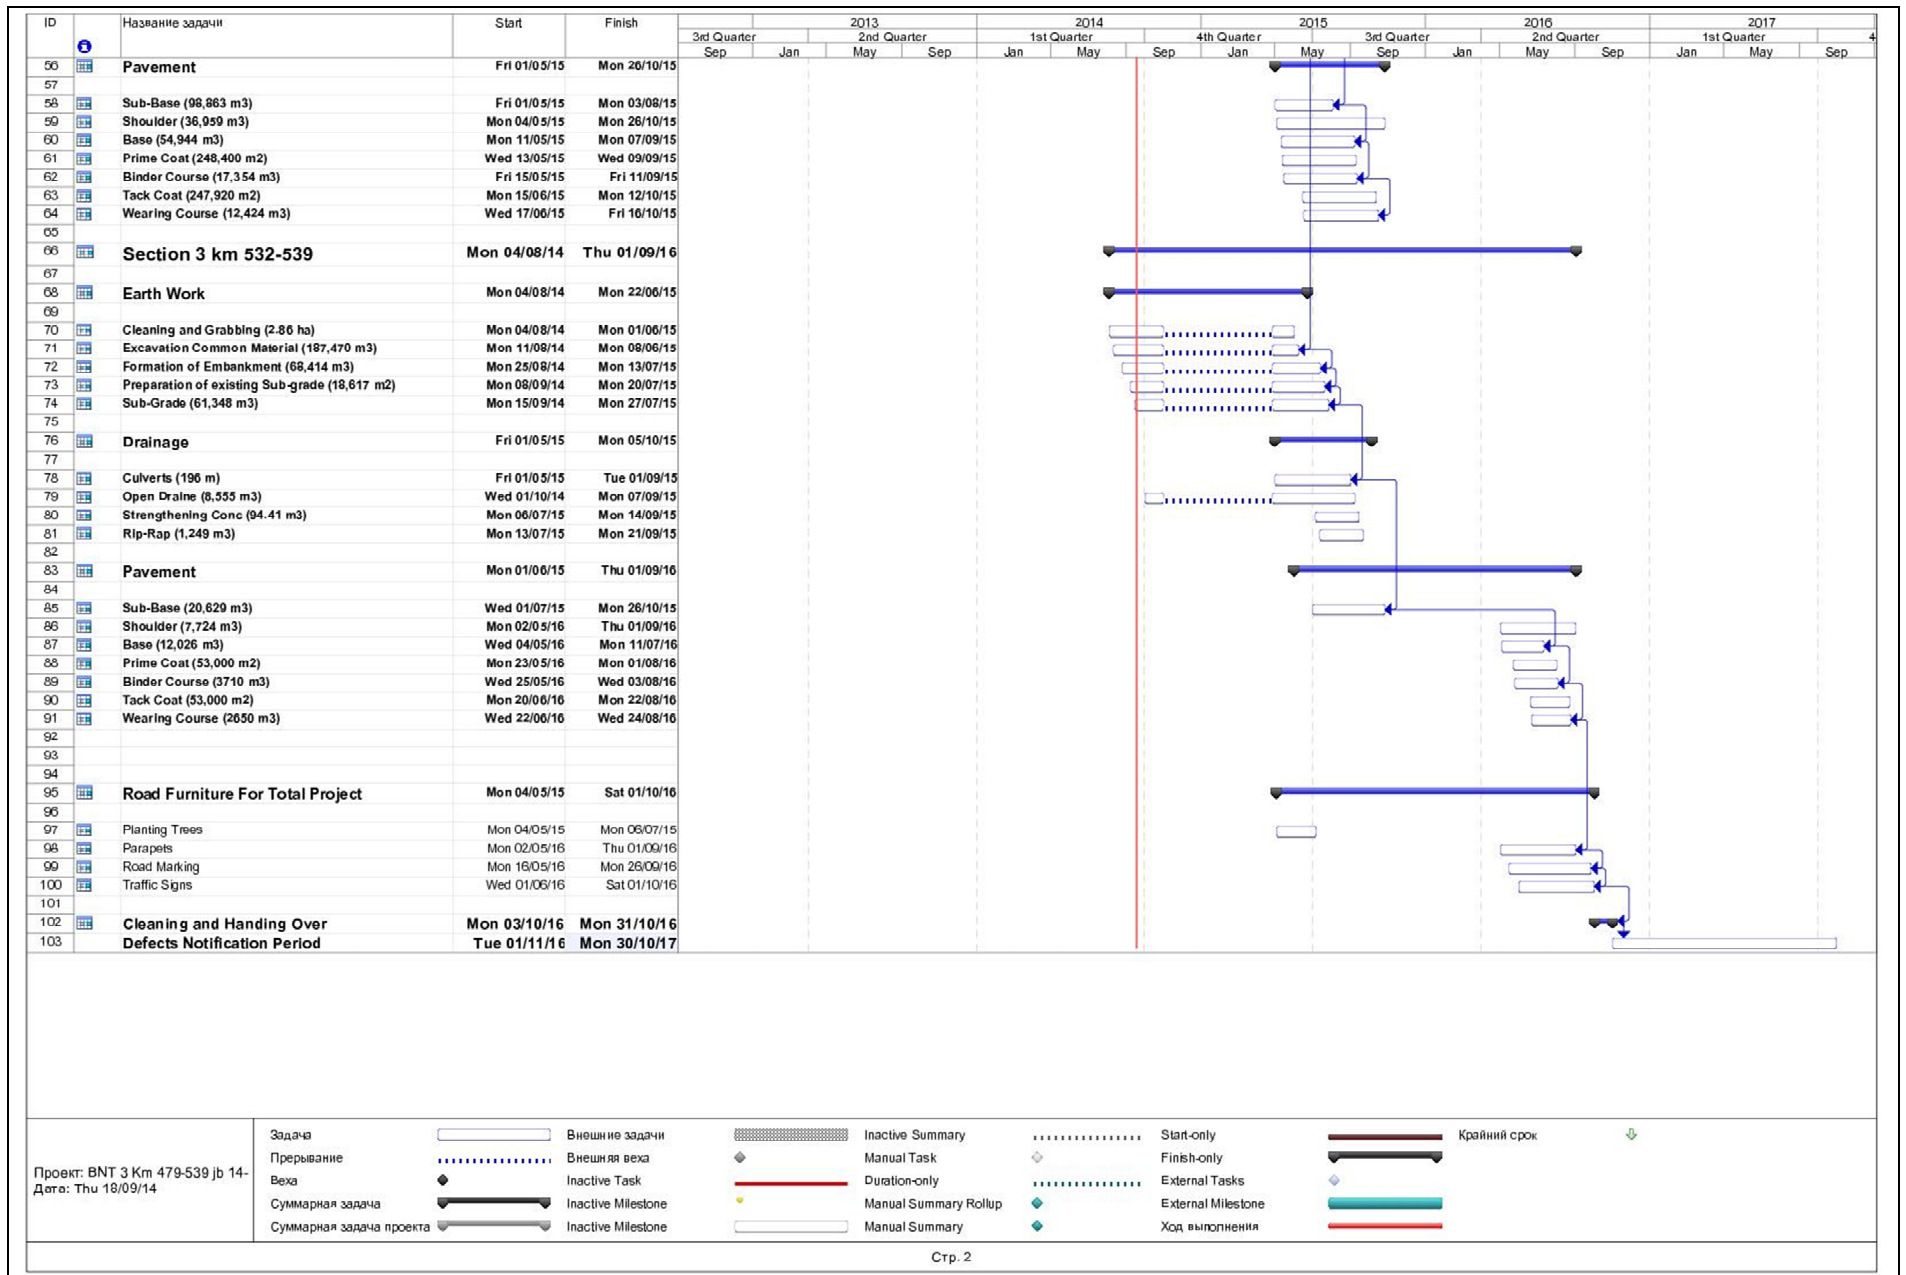 ID Название задачи Start Finish 2013 2014 2015 2016 2017
3rd Quarter 2nd Quarter 1st Quarter 4th Quarter 3rd Quarter 2nd Quarter 1st Quarter 4
Sep Jan May Sep Jan May Sep Jan May Sep Jan May Sep Jan May Sep
56 Pavement Fri 01/05/15 Mon 26/10/15
57
58 Sub-Base (98,863 m3) Fri 01/05/15 Mon 03/08/15
59 Shoulder (36,959 m3) Mon 04/05/15 Mon 26/10/15
60 Base (54,944 m3) Mon 11/05/15 Mon 07/09/15
61 Prime Coat (248,400 m2) Wed 13/05/15 Wed 09/09/15
62 Binder Course (17,354 m3) Fri 15/05/15 Fri 11/09/15
63 Tack Coat (247,920 m2) Mon 15/06/15 Mon 12/10/15
64 Wearing Course (12,424 m3) Wed 17/06/15 Fri 16/10/15
65
66 Section 3 km 532-539 Mon 04/08/14 Thu 01/09/16
67
68 Earth Work Mon 04/08/14 Mon 22/06/15
69
70 Cleaning and Grabbing (2.86 ha) Mon 04/08/14 Mon 01/06/15
71 Excavation Common Material (187,470 m3) Mon 11/08/14 Mon 08/06/15
72 Formation of Embankment (68,414 m3) Mon 25/08/14 Mon 13/07/15
73 Preparation of existing Sub-grade (18,617 m2) Mon 08/09/14 Mon 20/07/15
74 Sub-Grade (61,348 m3) Mon 15/09/14 Mon 27/07/15
75
76 Drainage Fri 01/05/15 Mon 05/10/15
77
78 Culverts (196 m) Fri 01/05/15 Tue 01/09/15
79 Open Draine (8,555 m3) Wed 01/10/14 Mon 07/09/15
80 Strengthening Conc (94.41 m3) Mon 06/07/15 Mon 14/09/15
81 Rip-Rap (1,249 m3) Mon 13/07/15 Mon 21/09/15
82
83 Pavement Mon 01/06/15 Thu 01/09/16
84
85 Sub-Base (20,629 m3) Wed 01/07/15 Mon 26/10/15
86 Shoulder (7,724 m3) Mon 02/05/16 Thu 01/09/16
87 Base (12,026 m3) Wed 04/05/16 Mon 11/07/16
88 Prime Coat (53,000 m2) Mon 23/05/16 Mon 01/08/16
89 Binder Course (3710 m3) Wed 25/05/16 Wed 03/08/16
90 Tack Coat (53,000 m2) Mon 20/06/16 Mon 22/08/16
91 Wearing Course (2650 m3) Wed 22/06/16 Wed 24/08/16
92
93
94
95 Road Furniture For Total Project Mon 04/05/15 Sat 01/10/16
96
97 Planting Trees Mon 04/05/15 Mon 06/07/15
98 Parapets Mon 02/05/16 Thu 01/09/16
99 Road Marking Mon 16/05/16 Mon 26/09/16
100 Traffic Signs Wed 01/06/16 Sat 01/10/16
101
102 Cleaning and Handing Over Mon 03/10/16 Mon 31/10/16
103 Defects Notification Period Tue 01/11/16 Mon 30/10/17
Проект: BNT 3 Km 479-539 jb 14-
Дата: Thu 18/09/14
Задача Внешние задачи Inactive Summary Start-only Крайний срок
Прерывание Внешняя веха Manual Task Finish-only
Веха Inactive Task Duration-only External Tasks
Суммарная задача Inactive Milestone Manual Summary Rollup External Milestone
Суммарная задача проекта Inactive Milestone Manual Summary Ход выполнения
Стр. 2